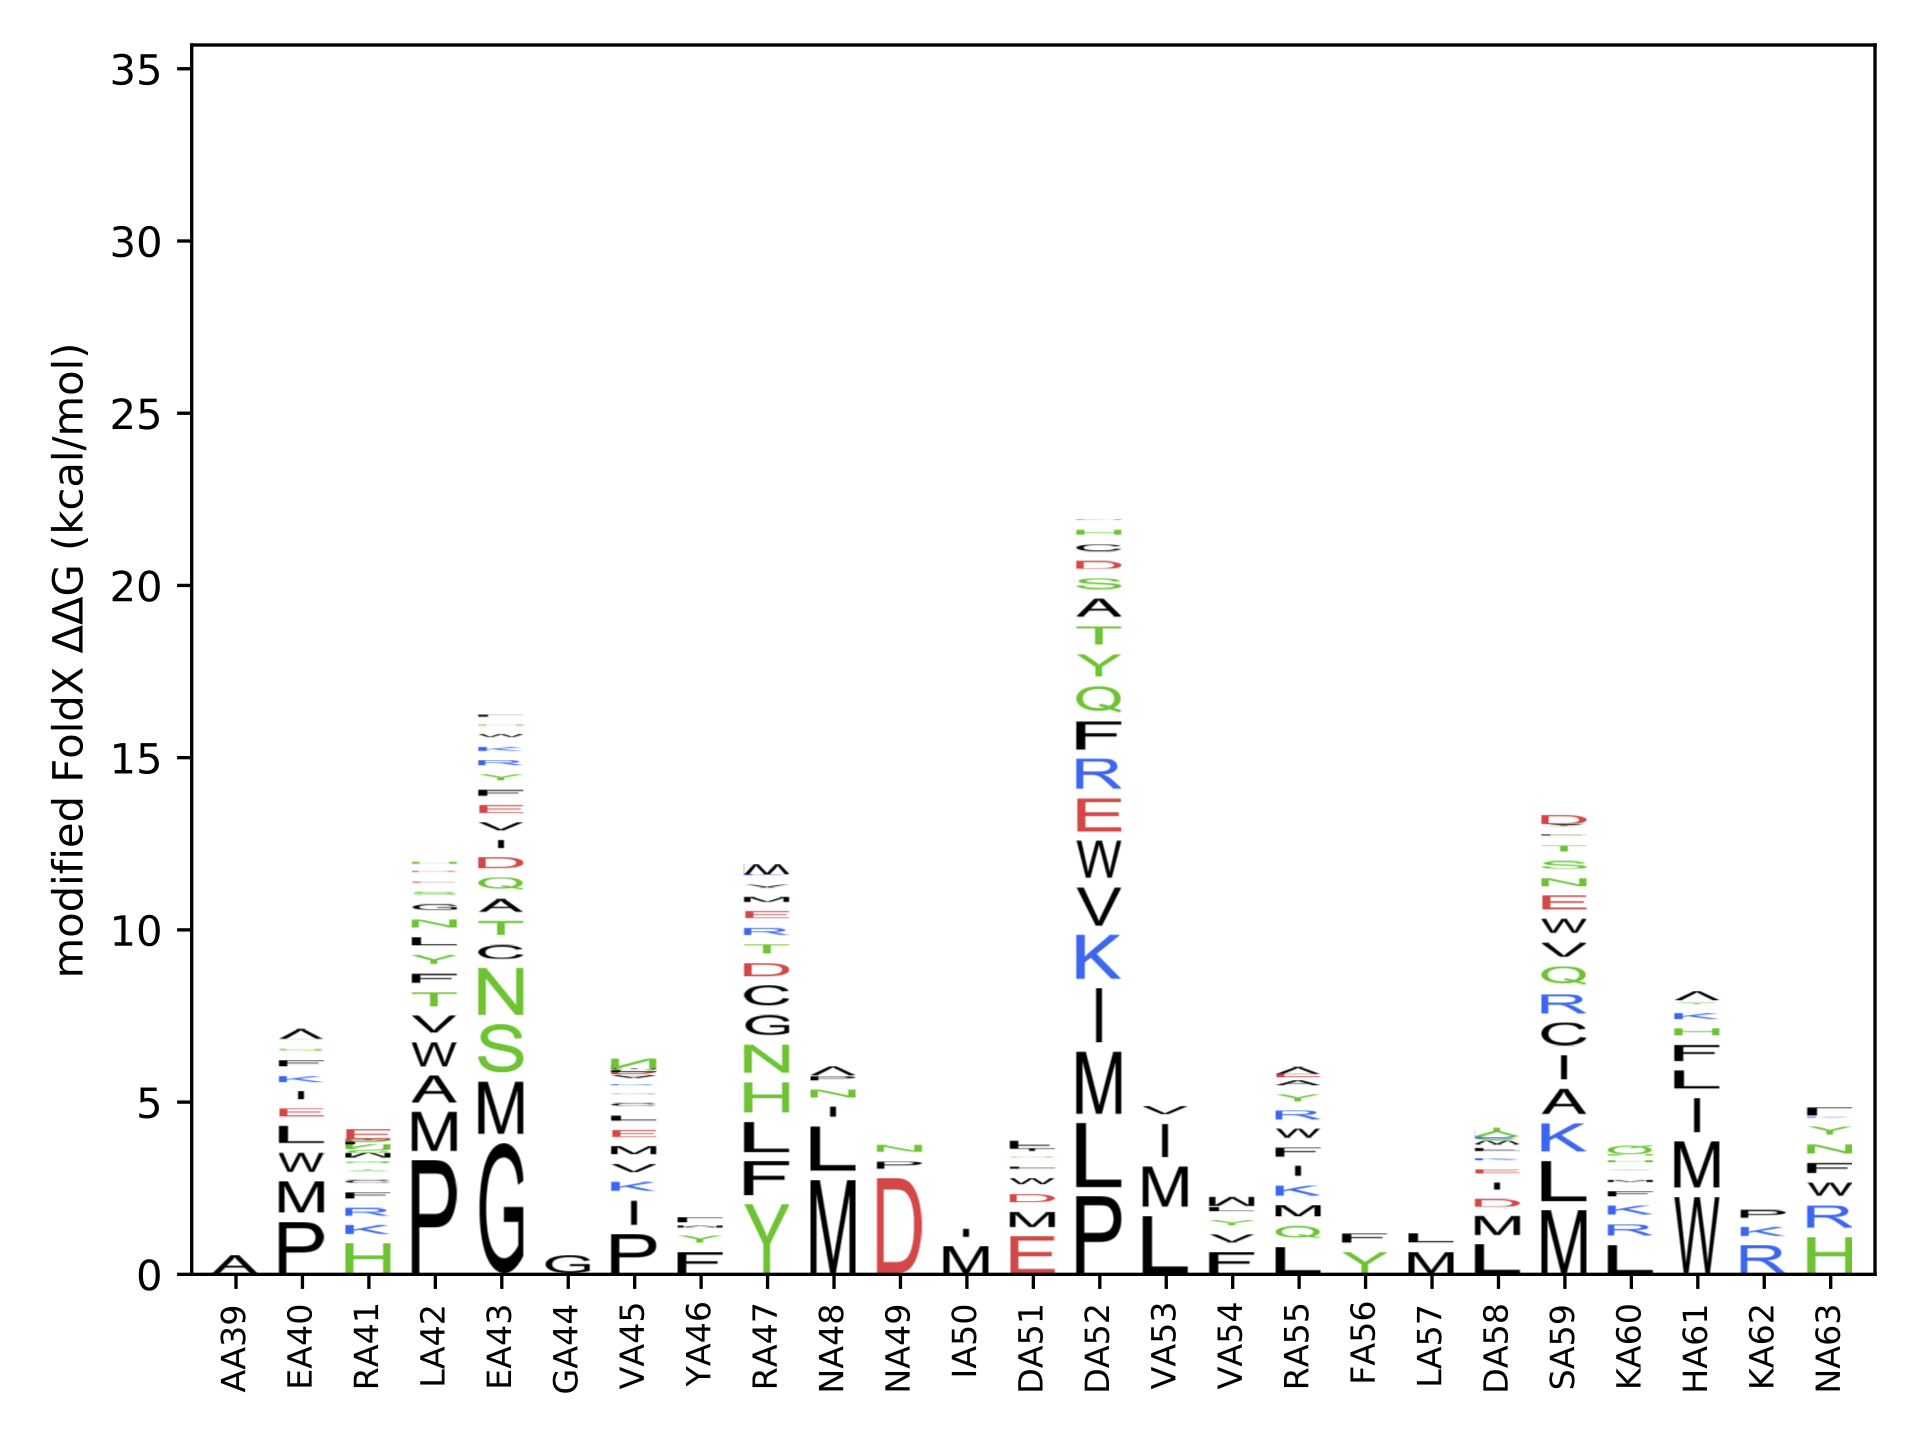 modified FoldX ΔΔG (kcal/mol)
35
30
25
20
15
10
5
0
A
A W L E I K F A
H K R F C W E
P M A W V T F Y L N G
G M S N C T A Q D I V E F Y R K W
G
P I K V M E L C
F Y W
Y F L H N G C D T R E M V W
M L I N P A
D P N
M I
E M D W L F
P L M I K V W E R F Q Y T A S D C H
L M I V
F V Y L W
L Q M K I F W R Y A
Y F
M L
L M D I
M L K A I C R Q V W E N S T D
L R K F Q
W M I L F H K A
R K P
H R W F N Y L
AA39 EA40 RA41 LA42 EA43 GA44 VA45 YA46 RA47 NA48 NA49 IA50 DA51 DA52 VA53 VA54 RA55 FA56 LA57 DA58 SA59 KA60 HA61 KA62 NA63